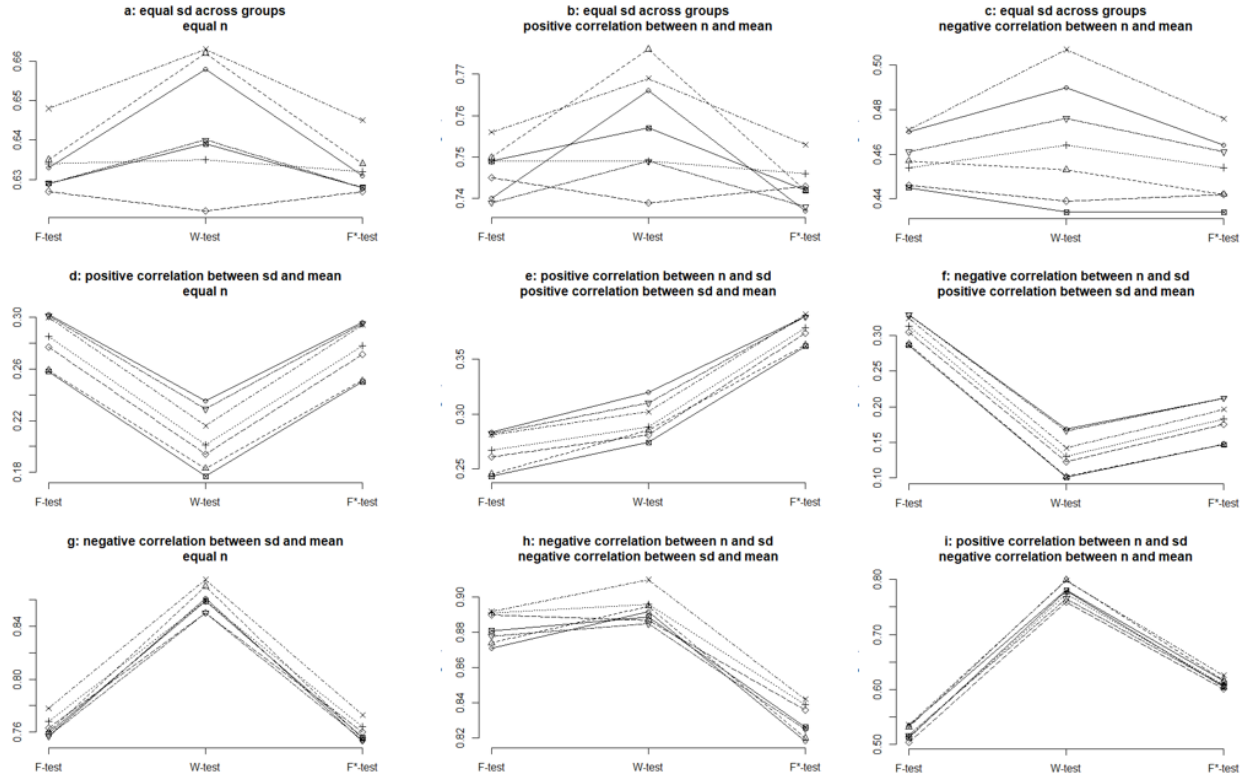 a: equal sd across groups
equal n
0.66
0.65
0.64
0.63
F-test W-test F*-test
b: equal sd across groups
positive correlation between n and mean
0.77
0.76
0.75
0.74
F-test W-test F*-test
c: equal sd across groups
negative correlation between n and mean
0.50
0.48
0.46
0.44
F-test W-test F*-test
d: positive correlation between sd and mean
equal n
0.30
0.26
0.22
0.18
F-test W-test F*-test
e: positive correlation between n and sd
positive correlation between sd and mean
0.35
0.30
0.25
F-test W-test F*-test
f: negative correlation between n and sd
positive correlation between sd and mean
0.30
0.25
0.20
0.15
0.10
F-test W-test F*-test
g: negative correlation between sd and mean
equal n
0.84
0.80
0.76
F-test W-test F*-test
h: negative correlation between n and sd
negative correlation between sd and mean
0.90
0.88
0.86
0.84
0.82
F-test W-test F*-test
i: positive correlation between n and sd
negative correlation between n and mean
0.80
0.70
0.60
0.50
F-test W-test F*-test